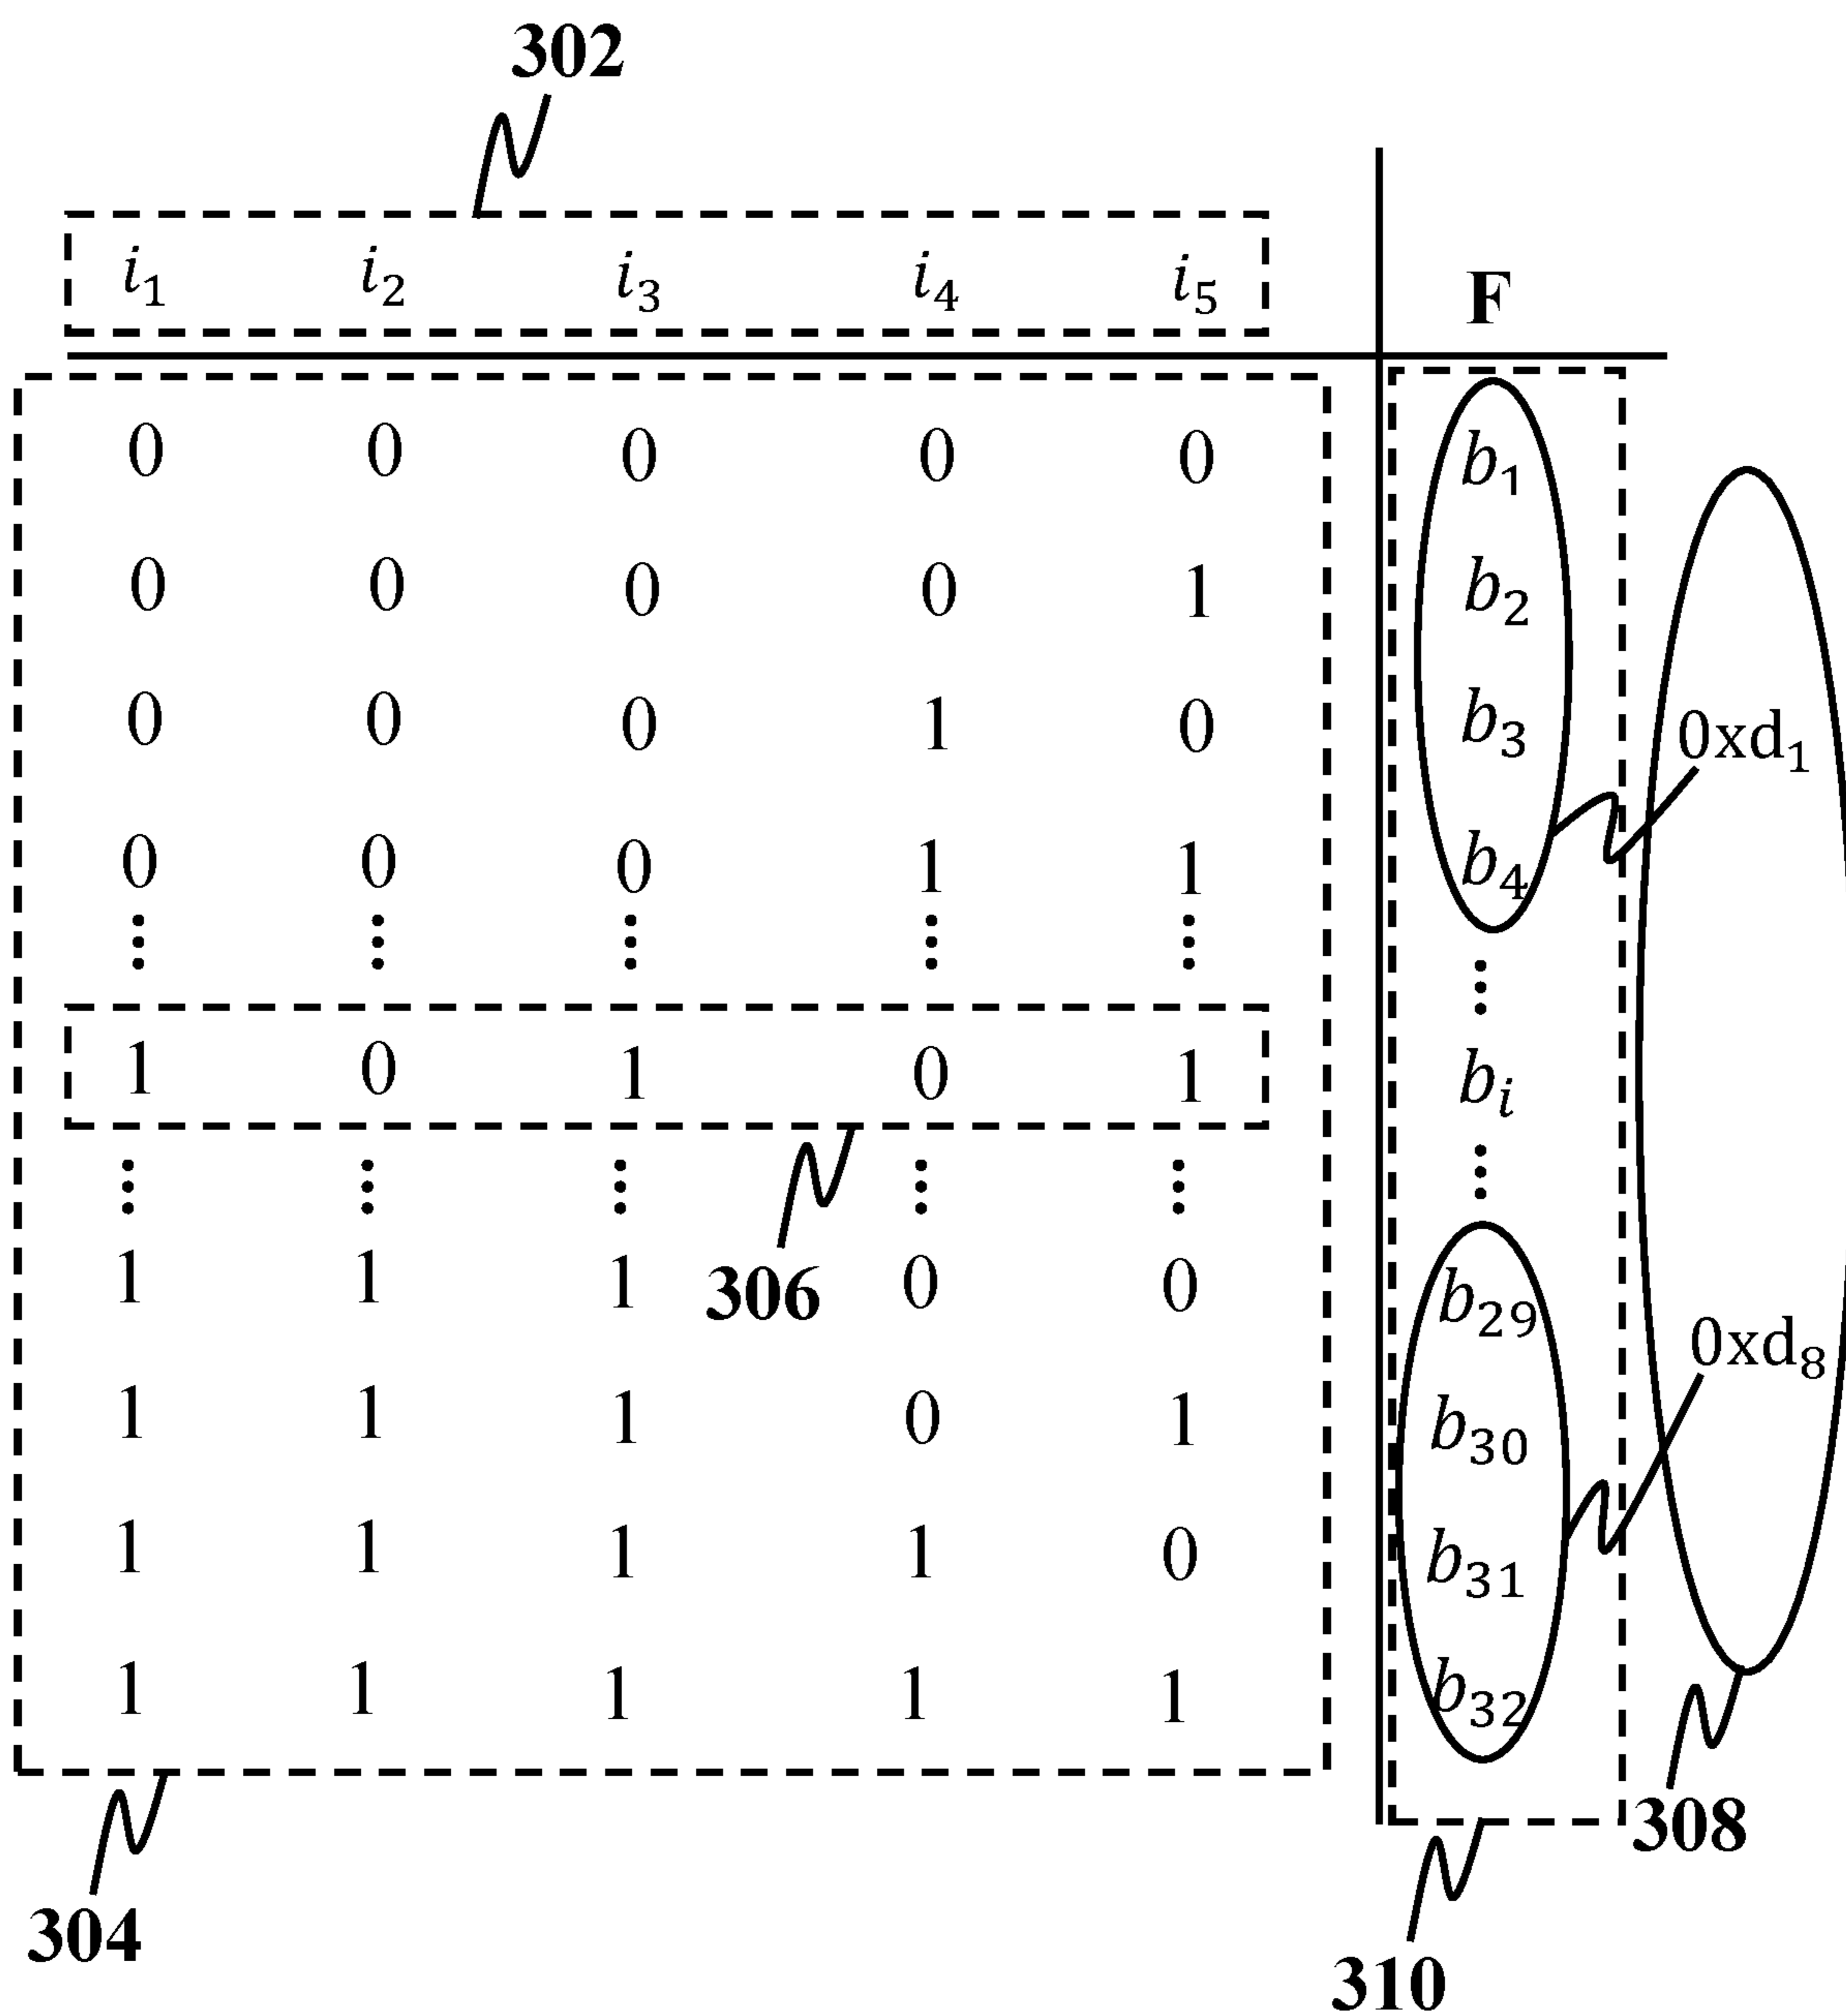 302
i₁ i₂ i₃ i₄ i₅ F
0 0 0 0 0 b₁
0 0 0 0 1 b₂
0 0 0 1 0 b₃
0xd₁
0 0 0 1 1 b₄
⋮ ⋮ ⋮ ⋮ ⋮ ⋮
1 0 1 0 1 bᵢ
⋮ ⋮ ⋮ ⋮ ⋮ ⋮
1 1 1 0 0 b₂₉
306
0xd₈
1 1 1 0 1 b₃₀
1 1 1 1 0 b₃₁
1 1 1 1 1 b₃₂
308
304
310